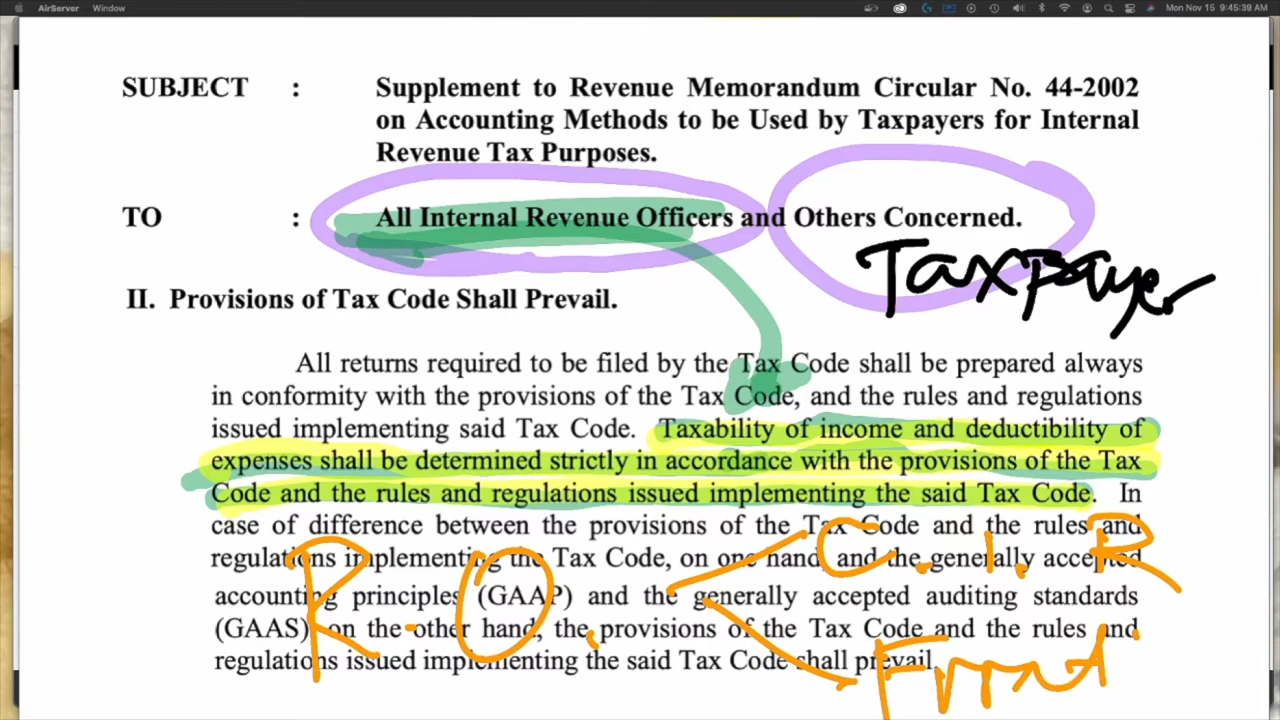 AirServer Window Mon Nov 15 9:45:39 AM
SUBJECT : Supplement to Revenue Memorandum Circular No. 44-2002
on Accounting Methods to be Used by Taxpayers for Internal
Revenue Tax Purposes.
TO : All Internal Revenue Officers and Others Concerned.
Taxpayer
II. Provisions of Tax Code Shall Prevail.
All returns required to be filed by the Tax Code shall be prepared always
in conformity with the provisions of the Tax Code, and the rules and regulations
issued implementing said Tax Code. Taxability of income and deductibility of
expenses shall be determined strictly in accordance with the provisions of the Tax
Code and the rules and regulations issued implementing the said Tax Code. In
case of difference between the provisions of the Tax Code and the rules and
regulations implementing the Tax Code, on one hand, and the generally accepted
accounting principles (GAAP) and the generally accepted auditing standards
(GAAS) on the other hand, the provisions of the Tax Code and the rules and
regulations issued implementing the said Tax Code shall prevail.
R.O.
C.I.R